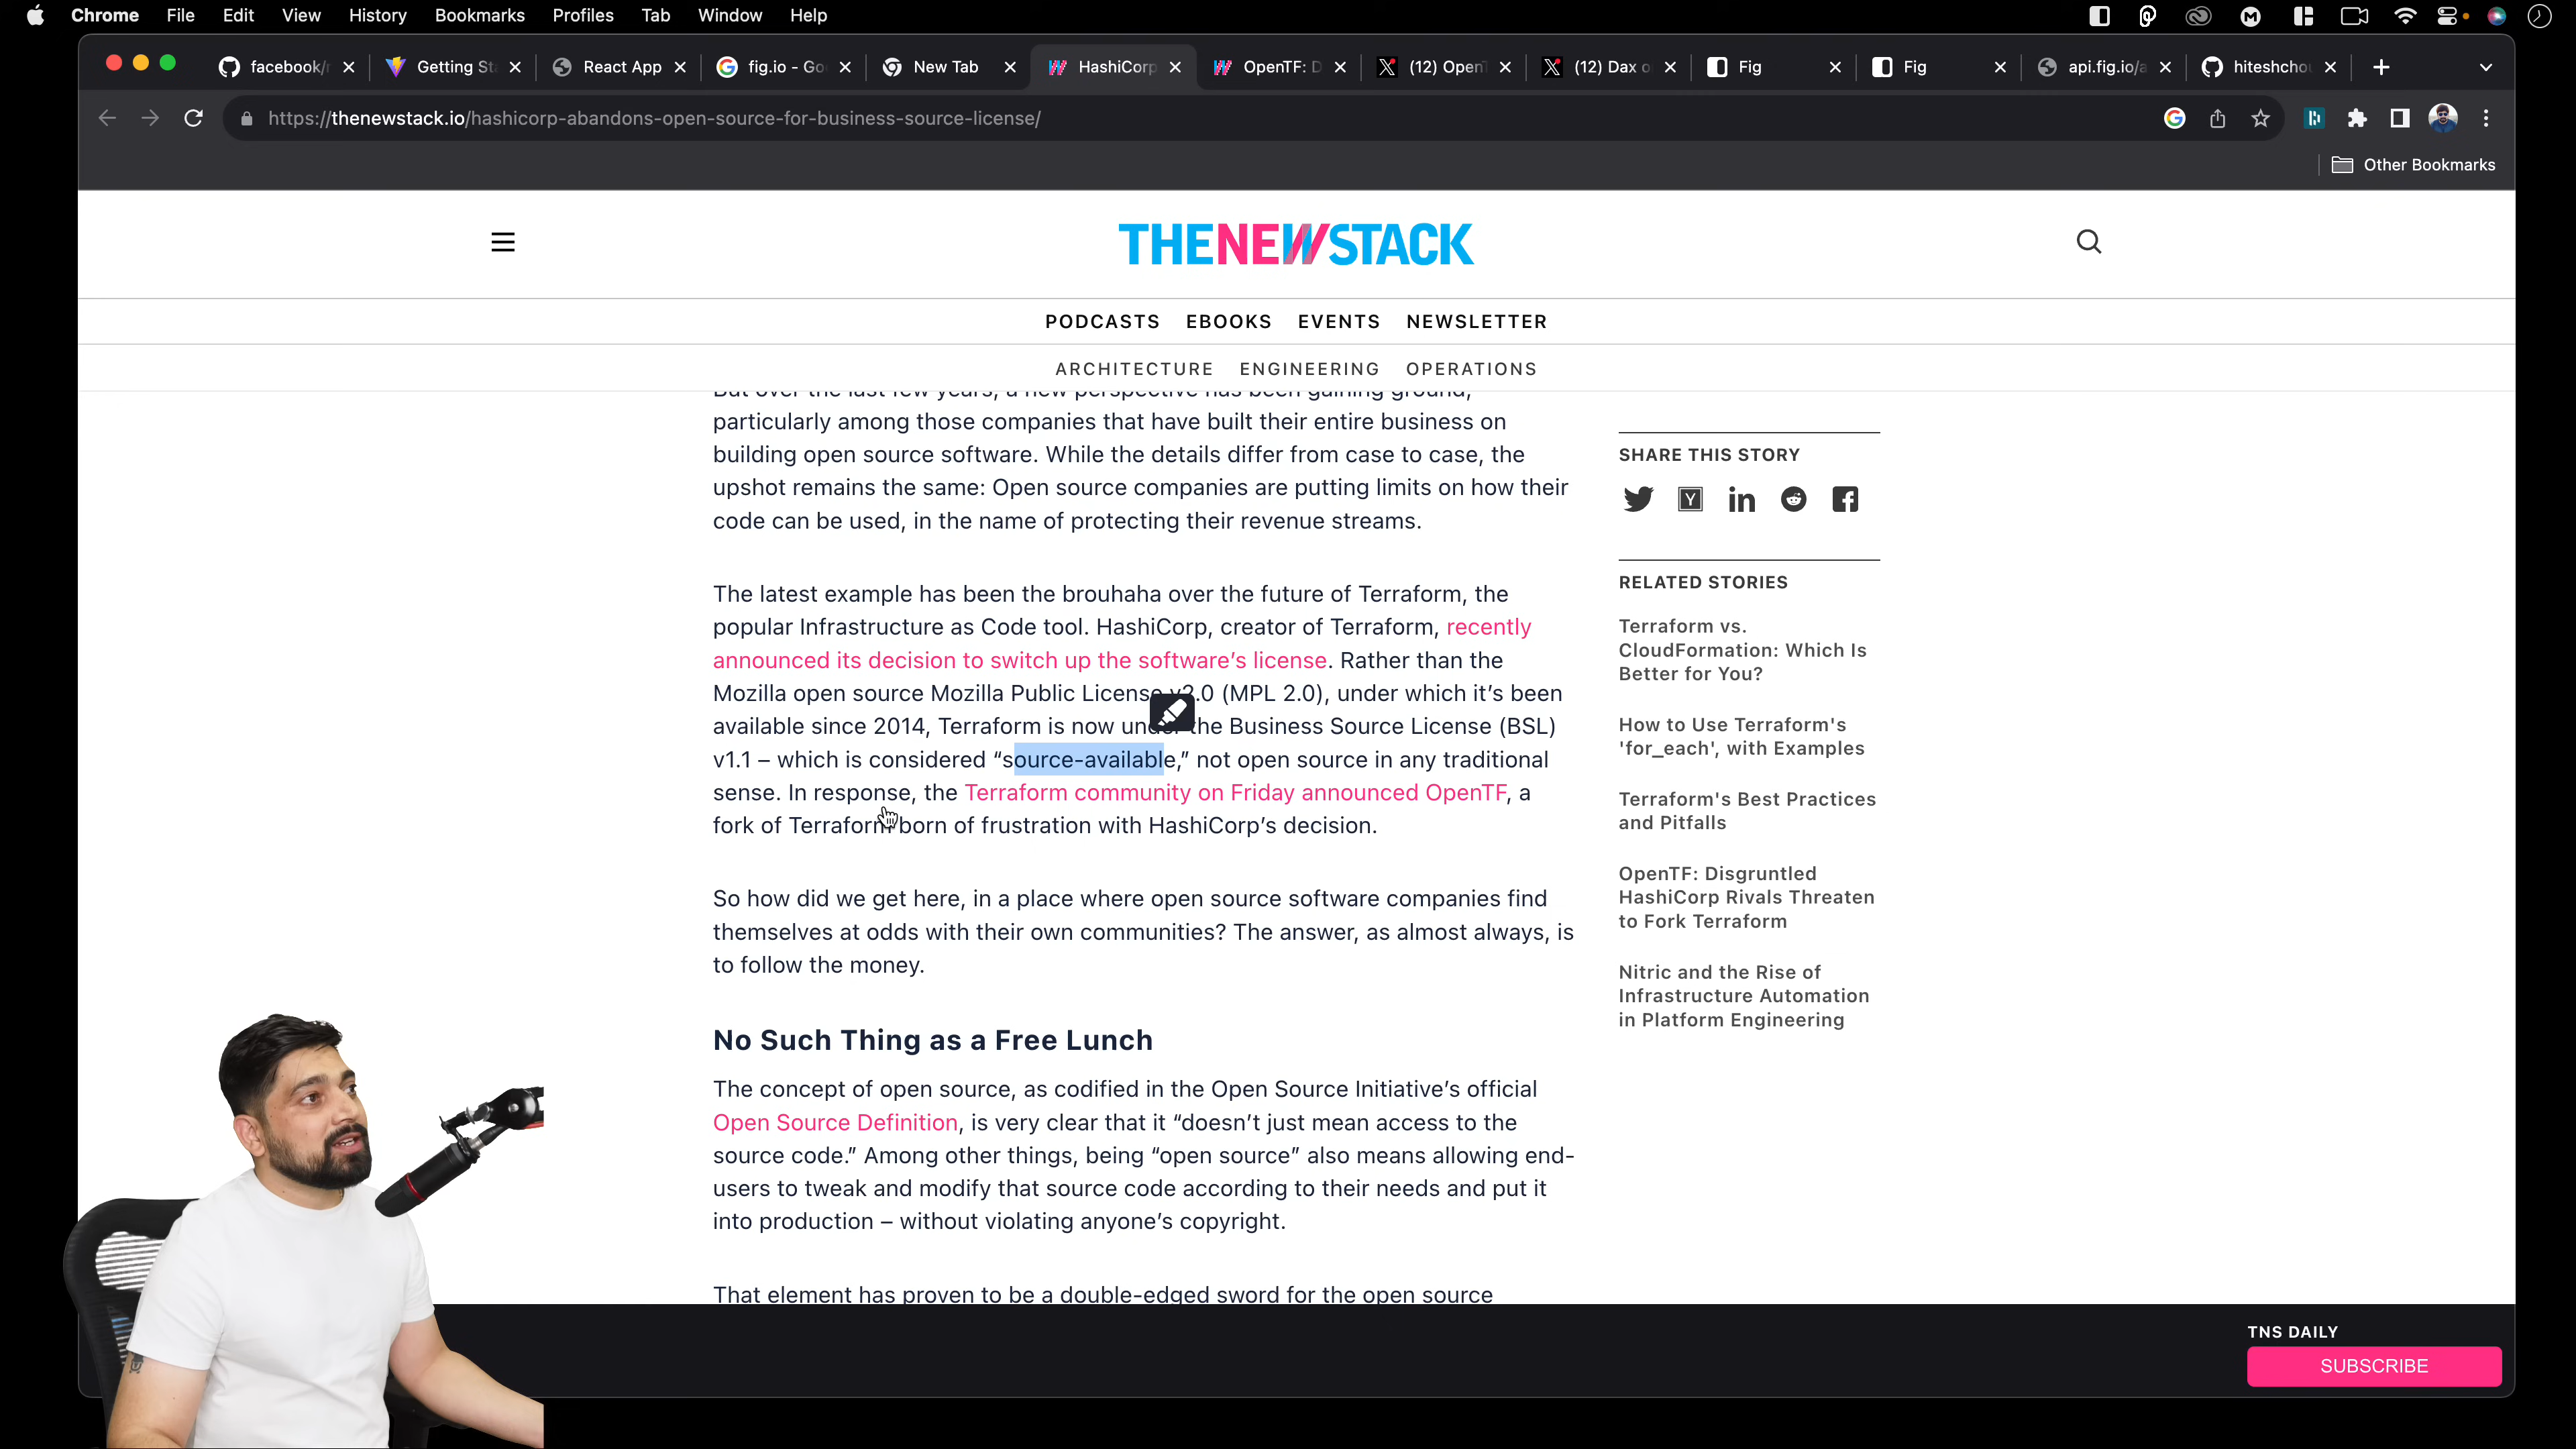 Chrome File Edit View History Bookmarks Profiles Tab Window Help
facebook/r Getting Sta React App fig.io - Go New Tab HashiCorp OpenTF: D (12) OpenT (12) Dax o Fig Fig api.fig.io/a hiteshchou
https://thenewstack.io/hashicorp-abandons-open-source-for-business-source-license/
Other Bookmarks
THENEWSTACK
PODCASTS EBOOKS EVENTS NEWSLETTER
ARCHITECTURE ENGINEERING OPERATIONS
But over the last few years, a new perspective has been gaining ground,
particularly among those companies that have built their entire business on
building open source software. While the details differ from case to case, the
upshot remains the same: Open source companies are putting limits on how their
code can be used, in the name of protecting their revenue streams.
The latest example has been the brouhaha over the future of Terraform, the
popular Infrastructure as Code tool. HashiCorp, creator of Terraform, recently
announced its decision to switch up the software’s license. Rather than the
Mozilla open source Mozilla Public License v2.0 (MPL 2.0), under which it’s been
available since 2014, Terraform is now under the Business Source License (BSL)
v1.1 – which is considered “source-available,” not open source in any traditional
sense. In response, the Terraform community on Friday announced OpenTF, a
fork of Terraform born of frustration with HashiCorp’s decision.
So how did we get here, in a place where open source software companies find
themselves at odds with their own communities? The answer, as almost always, is
to follow the money.
No Such Thing as a Free Lunch
The concept of open source, as codified in the Open Source Initiative’s official
Open Source Definition, is very clear that it “doesn’t just mean access to the
source code.” Among other things, being “open source” also means allowing end-
users to tweak and modify that source code according to their needs and put it
into production – without violating anyone’s copyright.
That element has proven to be a double-edged sword for the open source
SHARE THIS STORY
RELATED STORIES
Terraform vs.
CloudFormation: Which Is
Better for You?
How to Use Terraform's
'for_each', with Examples
Terraform's Best Practices
and Pitfalls
OpenTF: Disgruntled
HashiCorp Rivals Threaten
to Fork Terraform
Nitric and the Rise of
Infrastructure Automation
in Platform Engineering
TNS DAILY
SUBSCRIBE